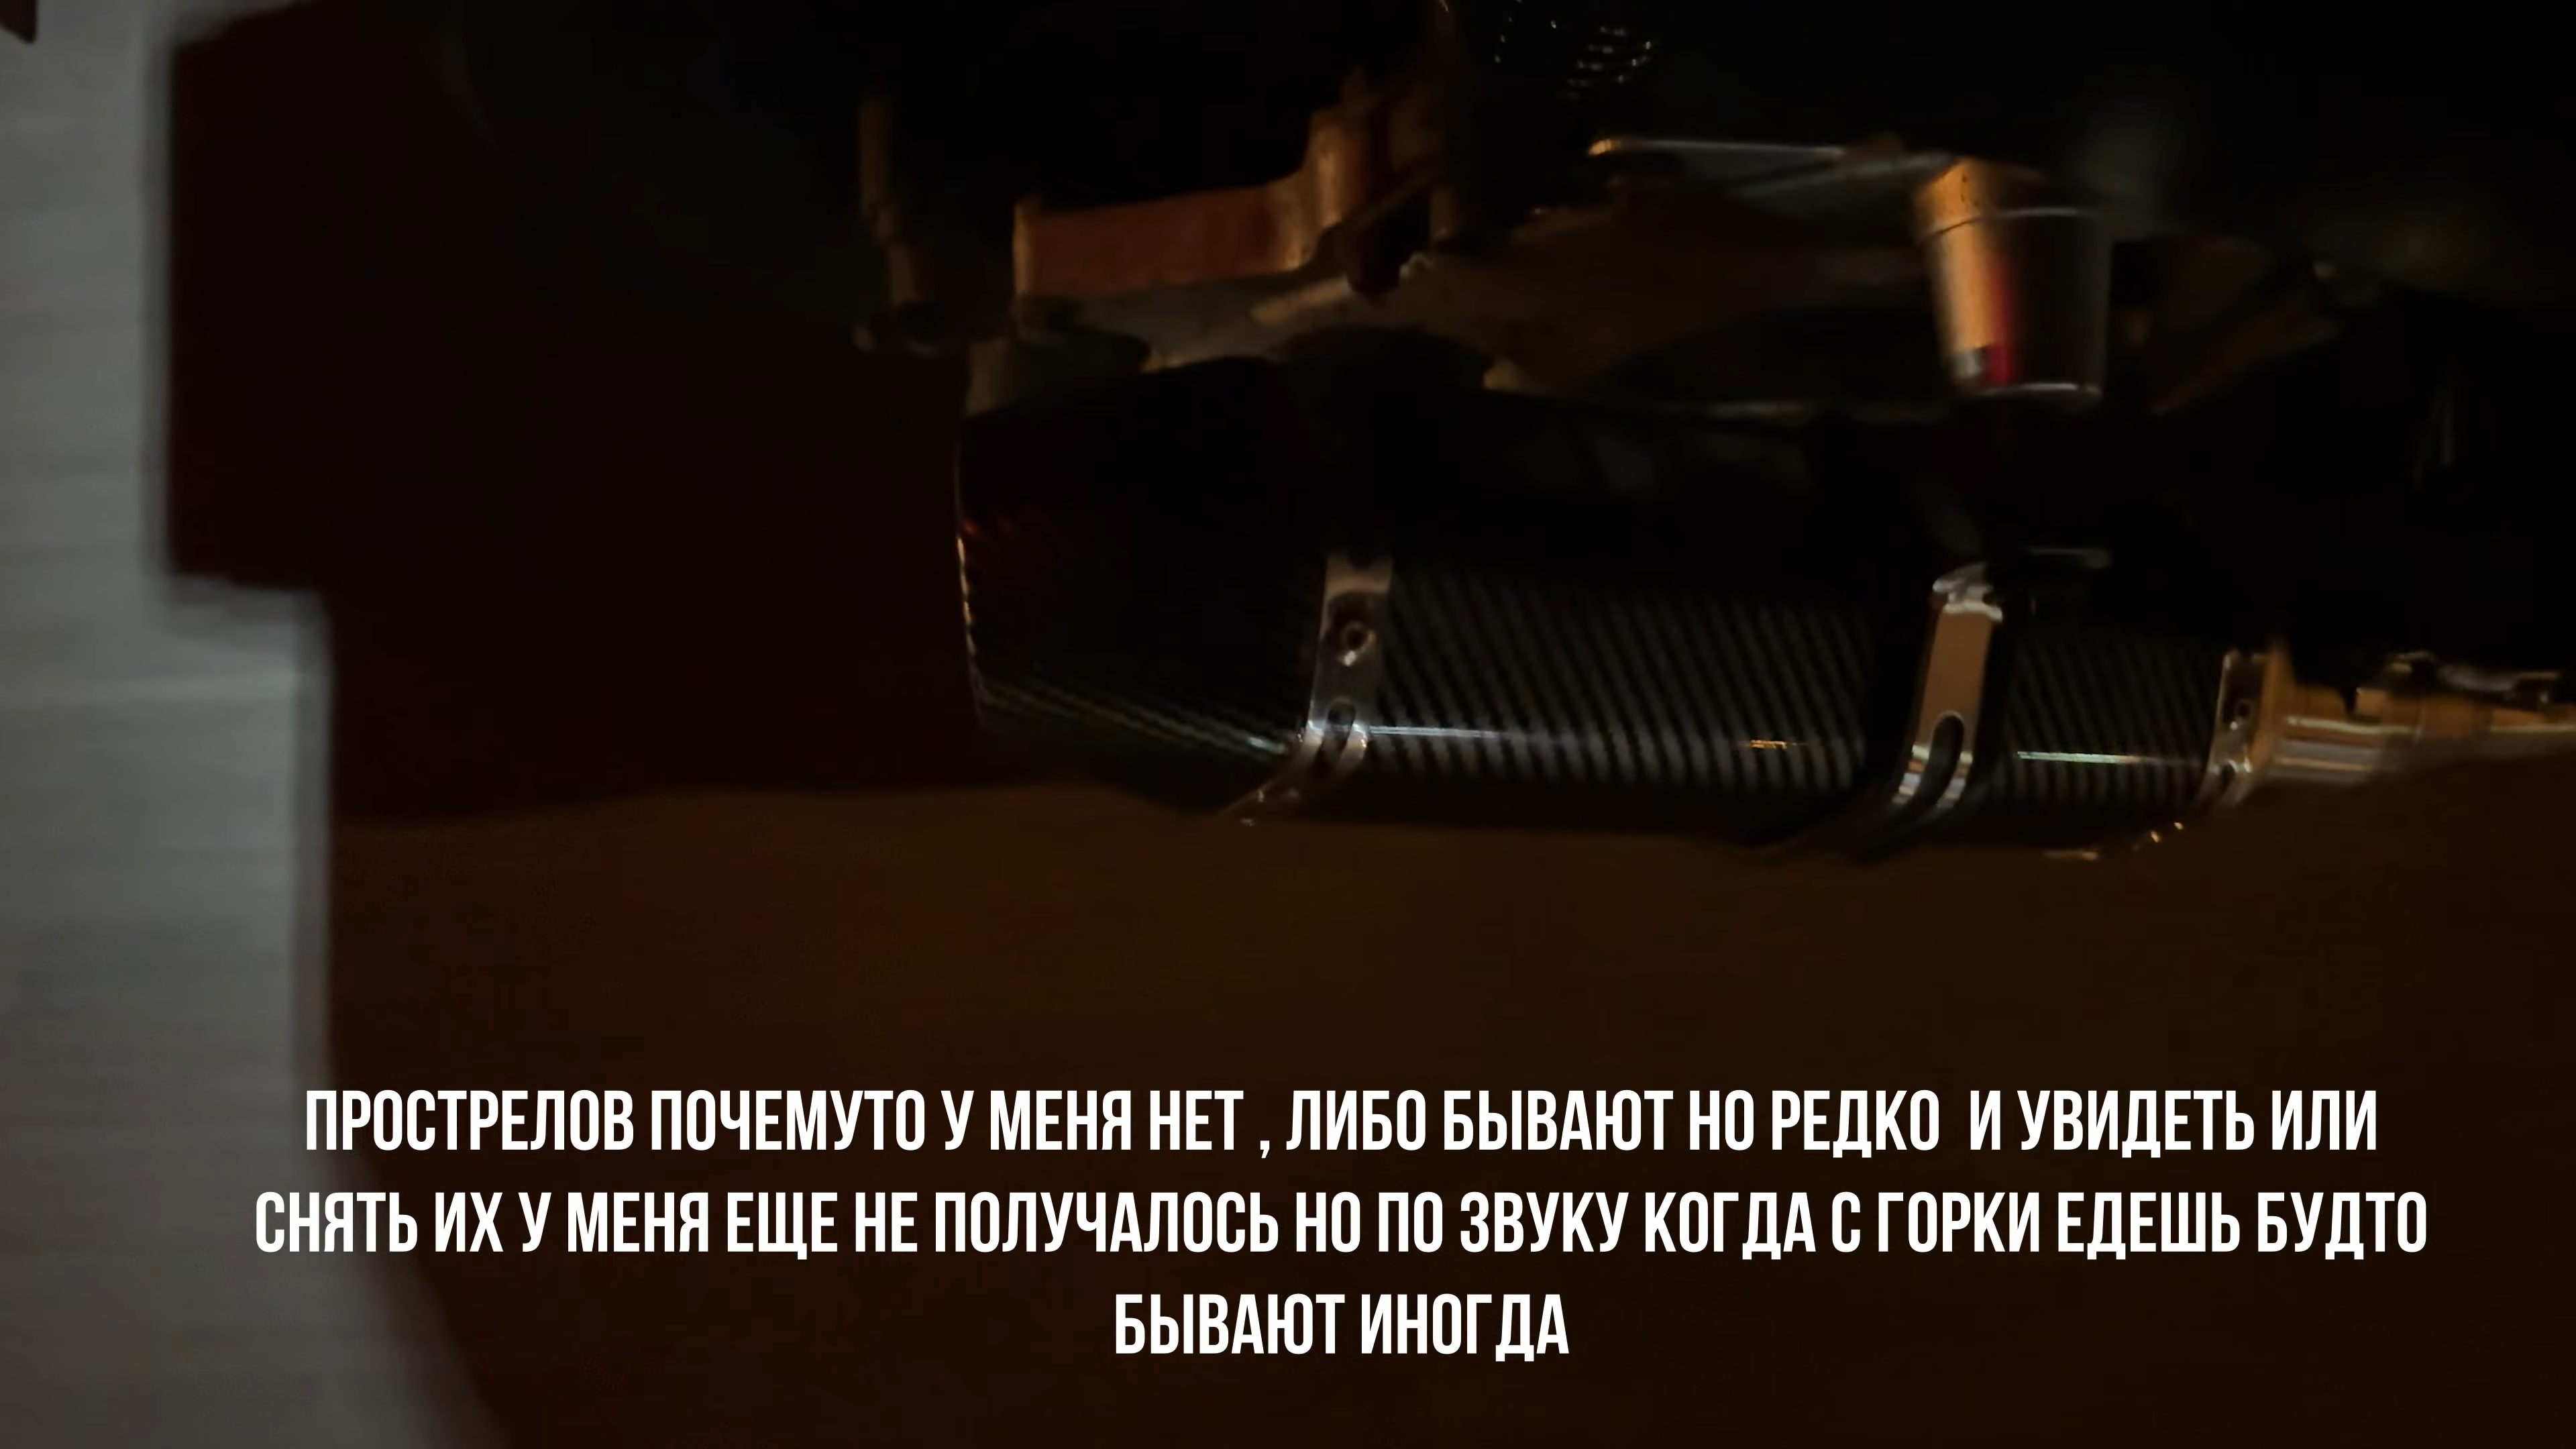 ПРОСТРЕЛОВ ПОЧЕМУТО У МЕНЯ НЕТ , ЛИБО БЫВАЮТ НО РЕДКО  И УВИДЕТЬ ИЛИ
СНЯТЬ ИХ У МЕНЯ ЕЩЕ НЕ ПОЛУЧАЛОСЬ НО ПО ЗВУКУ КОГДА С ГОРКИ ЕДЕШЬ БУДТО
БЫВАЮТ ИНОГДА